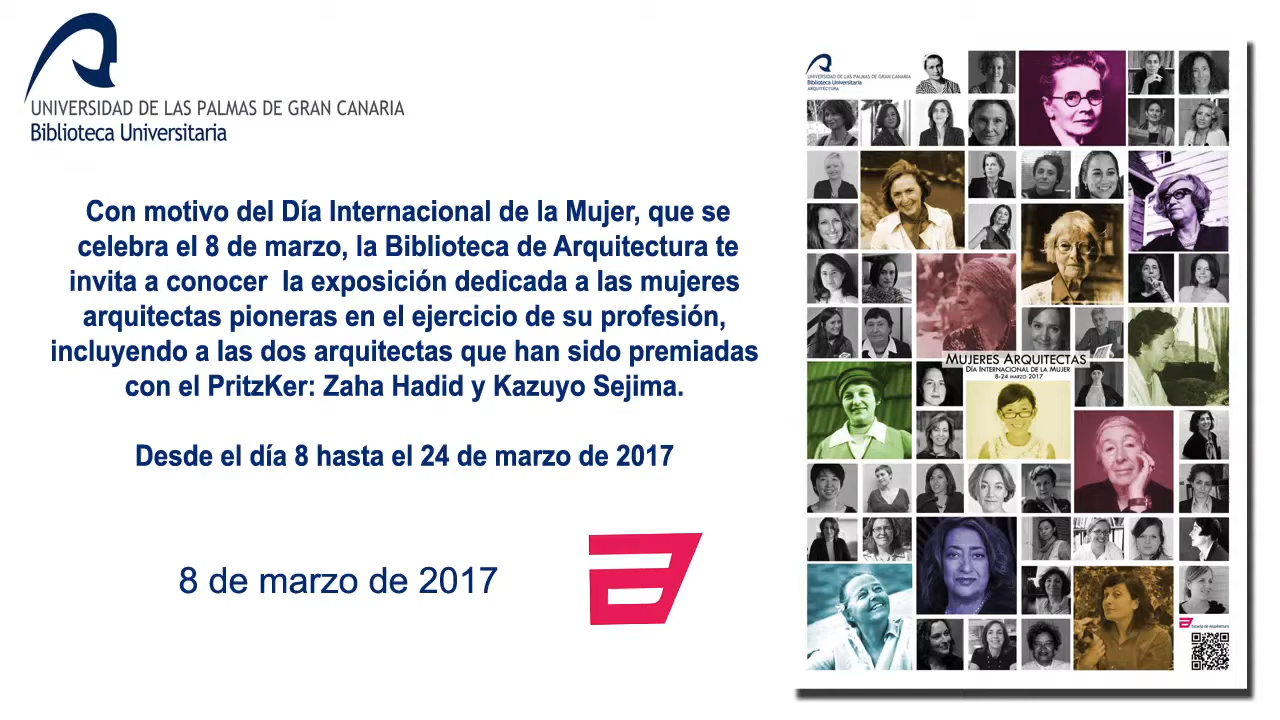 UNIVERSIDAD DE LAS PALMAS DE GRAN CANARIA
Biblioteca Universitaria
Con motivo del Día Internacional de la Mujer, que se
celebra el 8 de marzo, la Biblioteca de Arquitectura te
invita a conocer la exposición dedicada a las mujeres
arquitectas pioneras en el ejercicio de su profesión,
incluyendo a las dos arquitectas que han sido premiadas
con el PritzKer: Zaha Hadid y Kazuyo Sejima.
Desde el día 8 hasta el 24 de marzo de 2017
8 de marzo de 2017
UNIVERSIDAD DE LAS PALMAS DE GRAN CANARIA
Biblioteca Universitaria
ARQUITECTURA
MUJERES ARQUITECTAS
DÍA INTERNACIONAL DE LA MUJER
8-24 MARZO 2017
Escuela de Arquitectura